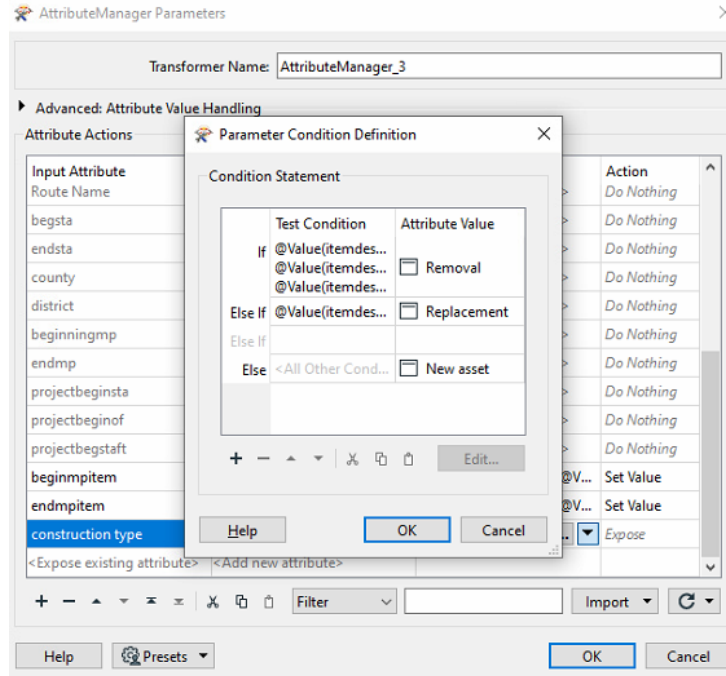 AttributeManager Parameters
Transformer Name: AttributeManager_3
Advanced: Attribute Value Handling
Attribute Actions
Input Attribute Action
Route Name > Do Nothing
begsta > Do Nothing
endsta > Do Nothing
county > Do Nothing
district > Do Nothing
beginningmp > Do Nothing
endmp > Do Nothing
projectbeginsta > Do Nothing
projectbeginof > Do Nothing
projectbegstaft > Do Nothing
beginmpitem @V... Set Value
endmpitem @V... Set Value
construction type ... Expose
<Expose existing attribute> <Add new attribute>
Filter Import
Help Presets OK Cancel
Parameter Condition Definition
Condition Statement
Test Condition Attribute Value
If @Value(itemdes...
@Value(itemdes... Removal
@Value(itemdes...
Else If @Value(itemdes... Replacement
Else If
Else <All Other Cond... New asset
Edit...
Help OK Cancel